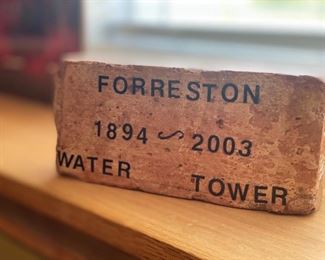 FORRESTON
1894 ~ 2003
WATER TOWER